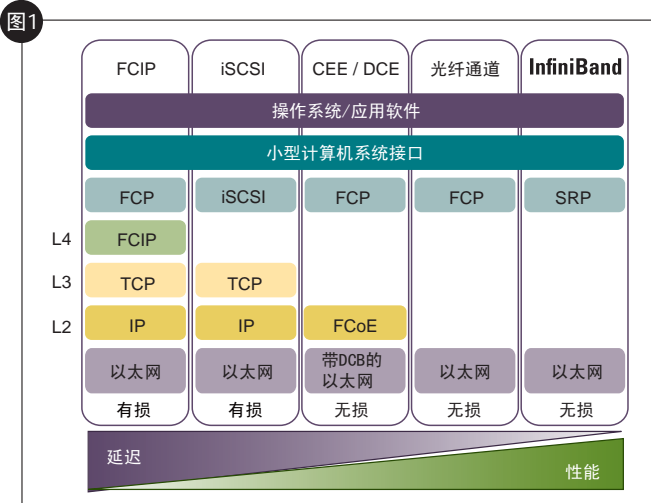 图1
FCIP iSCSI CEE / DCE 光纤通道 InfiniBand
操作系统/应用软件
小型计算机系统接口
FCP iSCSI FCP FCP SRP
L4 FCIP
L3 TCP TCP
L2 IP IP FCoE
以太网 以太网 带DCB的 以太网 以太网
以太网
有损 有损 无损 无损 无损
延迟
性能